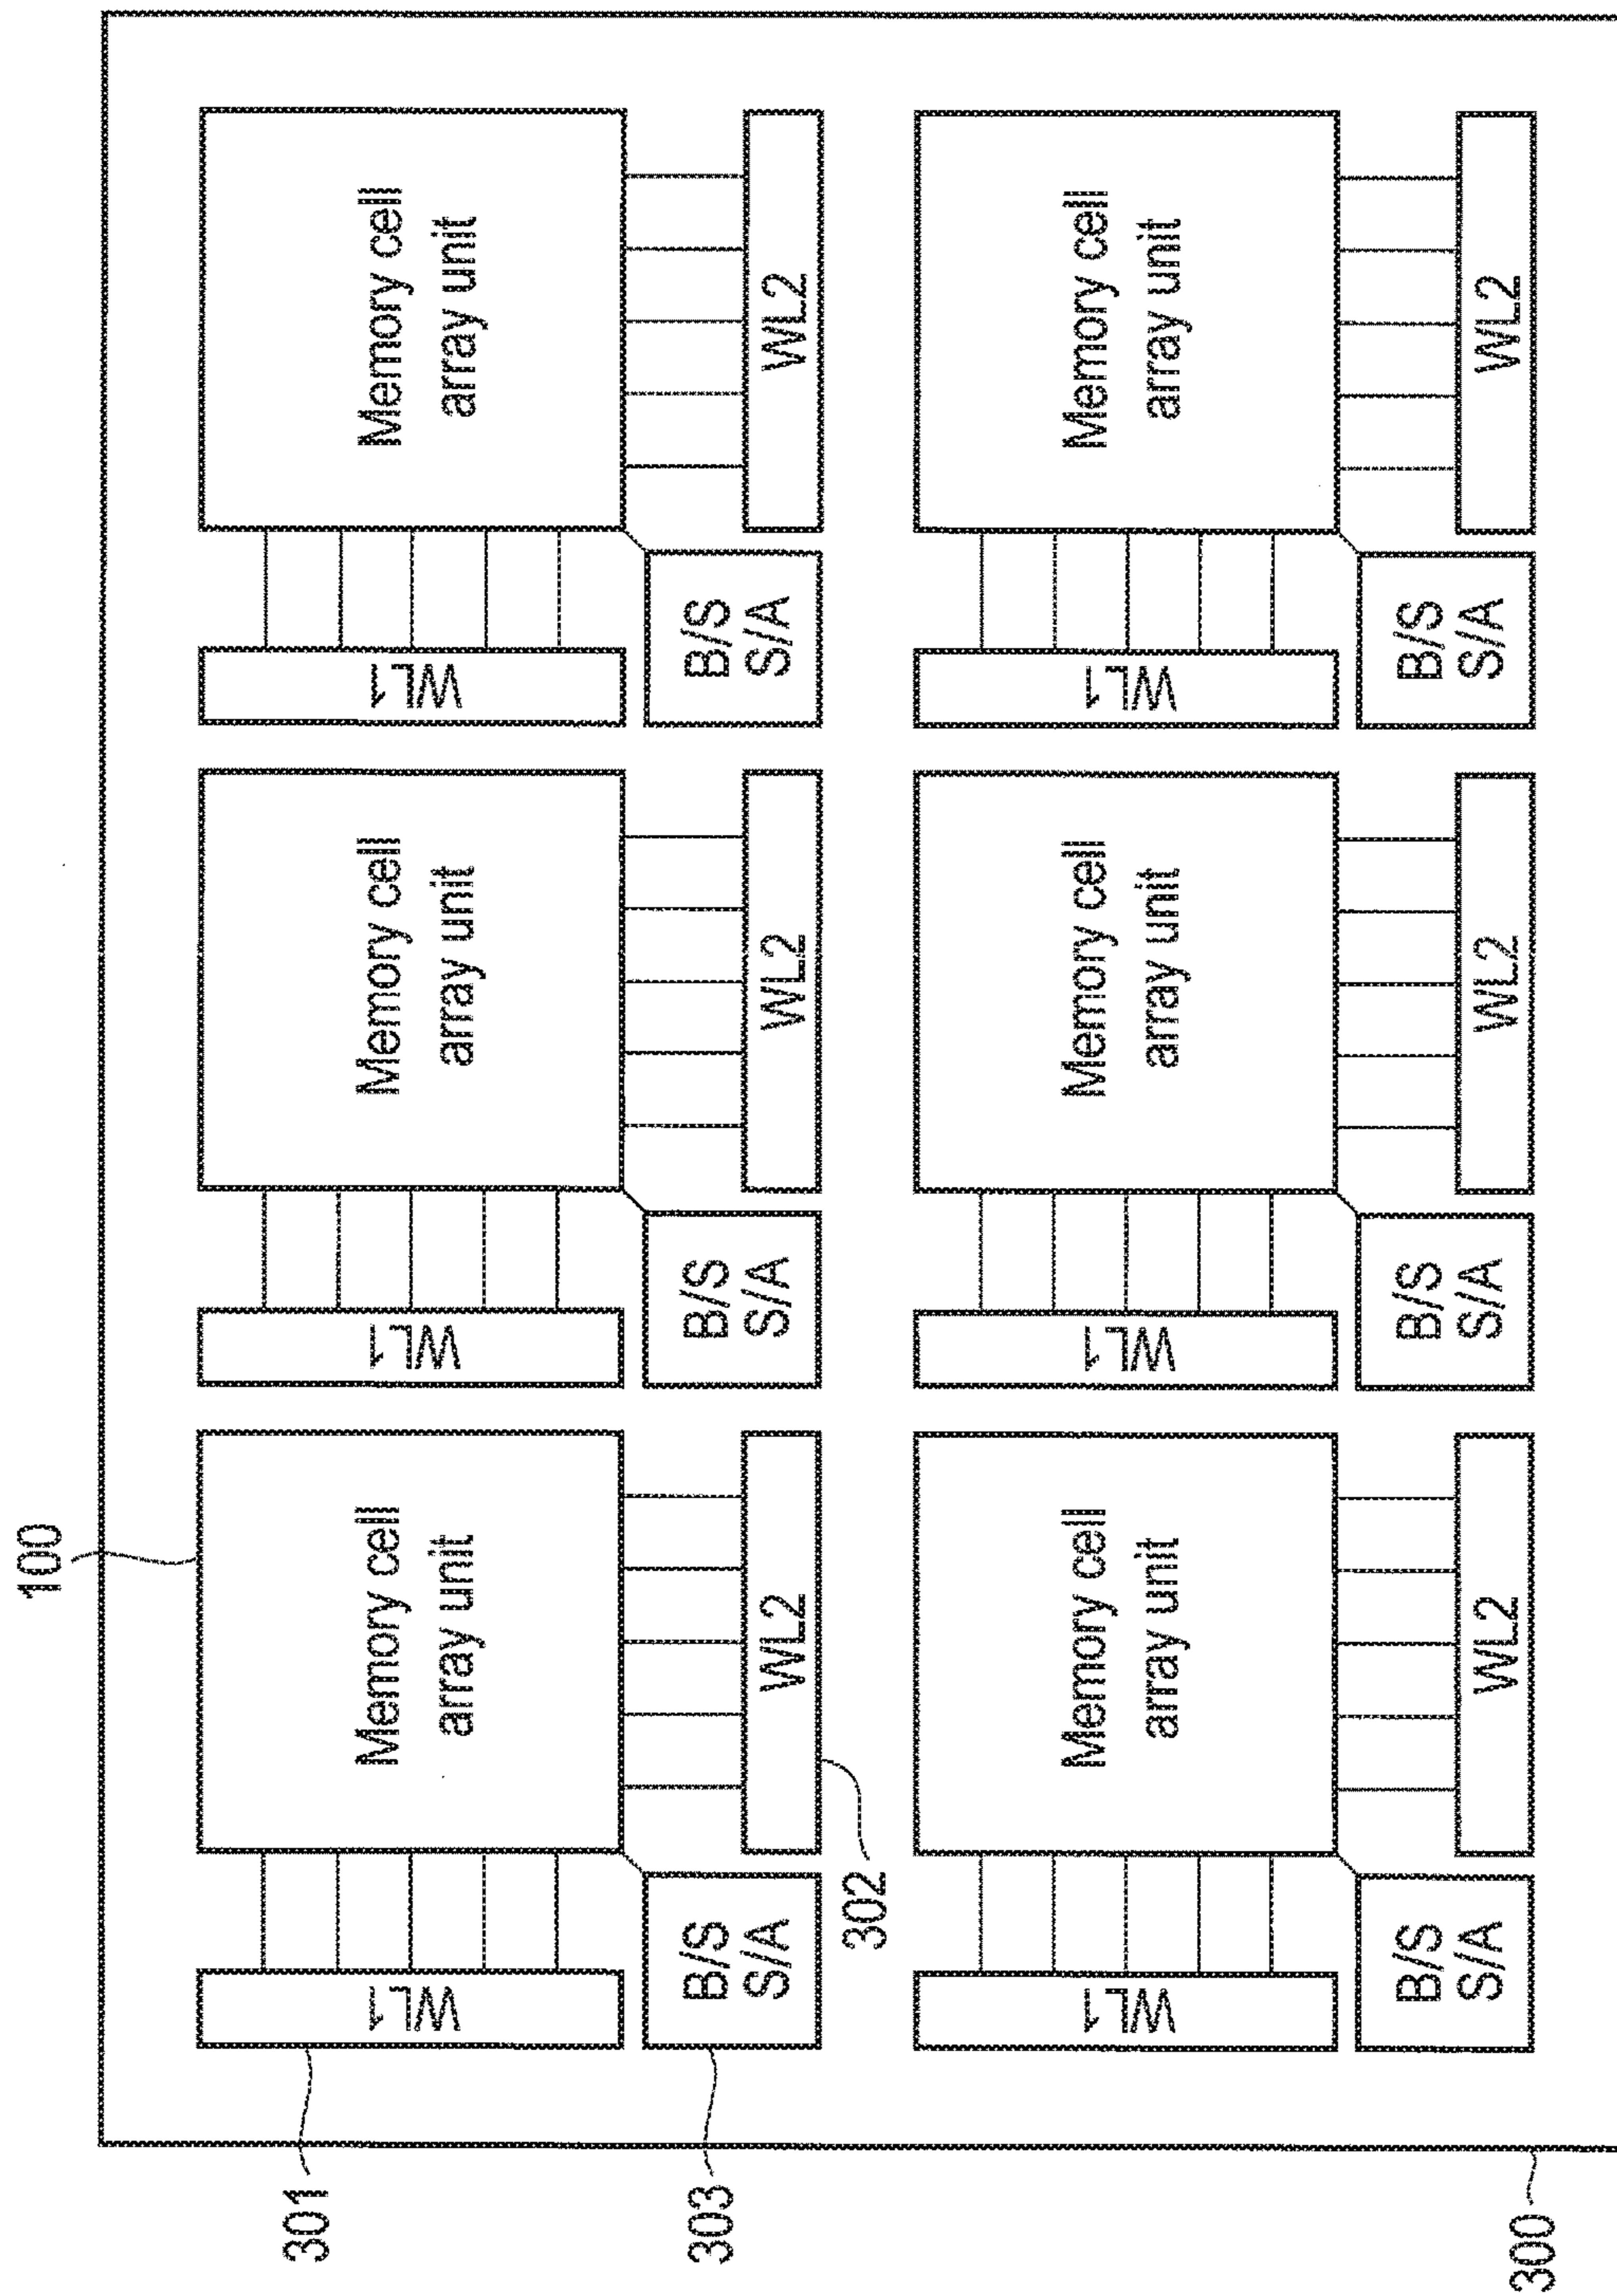 100
301
WL1
Memory cell
array unit
WL1
Memory cell
array unit
WL1
Memory cell
array unit
303
B/S
S/A
WL2
B/S
S/A
WL2
B/S
S/A
WL2
302
WL1
Memory cell
array unit
WL1
Memory cell
array unit
WL1
Memory cell
array unit
B/S
S/A
WL2
B/S
S/A
WL2
B/S
S/A
WL2
300